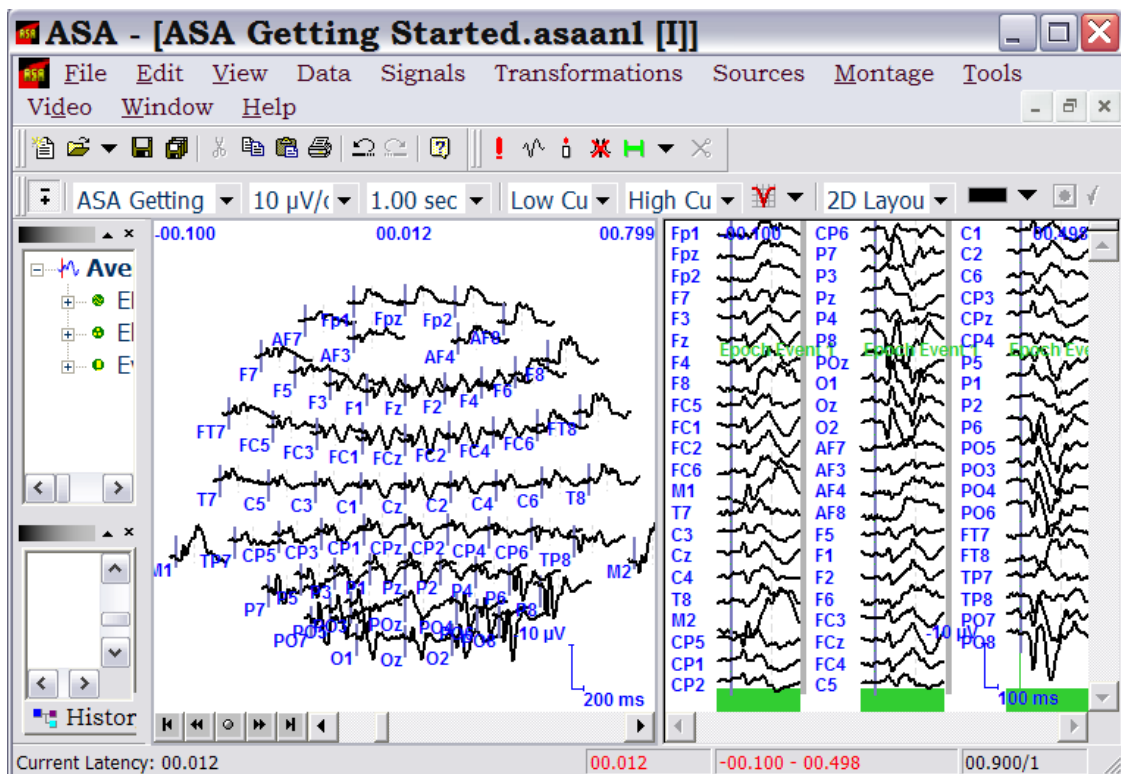 ASA - [ASA Getting Started.asaanl [I]]
File Edit View Data Signals Transformations Sources Montage Tools
Video Window Help
ASA Getting 10 µV/ 1.00 sec Low Cu High Cu 2D Layou
Ave
El
El
Ev
Histor
-00.100 00.012 00.799
Fp1 Fpz Fp2
AF7 AF8
AF3 AF4
F7 F5 F3 F1 Fz F2 F4 F6 F8
FT7 FC5 FC3 FC1 FCz FC2 FC4 FC6 FT8
T7 C5 C3 C1 Cz C2 C4 C6 T8
M1 TP7 CP5 CP3 CP1 CPz CP2 CP4 CP6 TP8 M2
P7 P5 P3 P1 Pz P2 P4 P6 P8
PO7 PO5 PO3 POz PO4
O1 Oz O2
-10 µV
200 ms
-00.100 00.498
Fp1 CP6 C1
Fpz P7 C2
Fp2 P3 C6
F7 Pz CP3
F3 P4 CPz
Fz P8 CP4
Epoch Event 1 Epoch Event 1 Epoch Eve
F4 POz P5
F8 O1 P1
FC5 Oz P2
FC1 O2 P6
FC2 AF7 PO5
FC6 AF3 PO3
M1 AF4 PO4
T7 AF8 PO6
C3 F5 FT7
Cz F1 FT8
C4 F2 TP7
T8 F6 TP8
M2 FC3 PO7
CP5 FCz -10 µV PO8
CP1 FC4
CP2 C5
100 ms
Current Latency: 00.012 00.012 -00.100 - 00.498 00.900/1